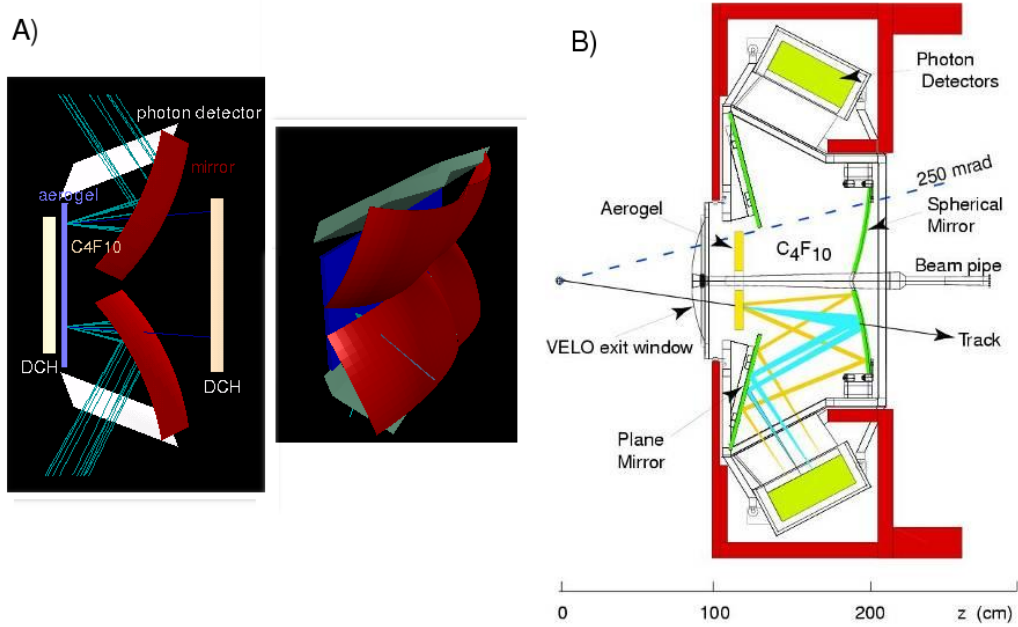 A)
photon detector
mirror
aerogel
C4F10
DCH
DCH
B)
Photon
Detectors
250 mrad
Aerogel
C4F10
Spherical
Mirror
Beam pipe
VELO exit window
Track
Plane
Mirror
0
100
200
z (cm)